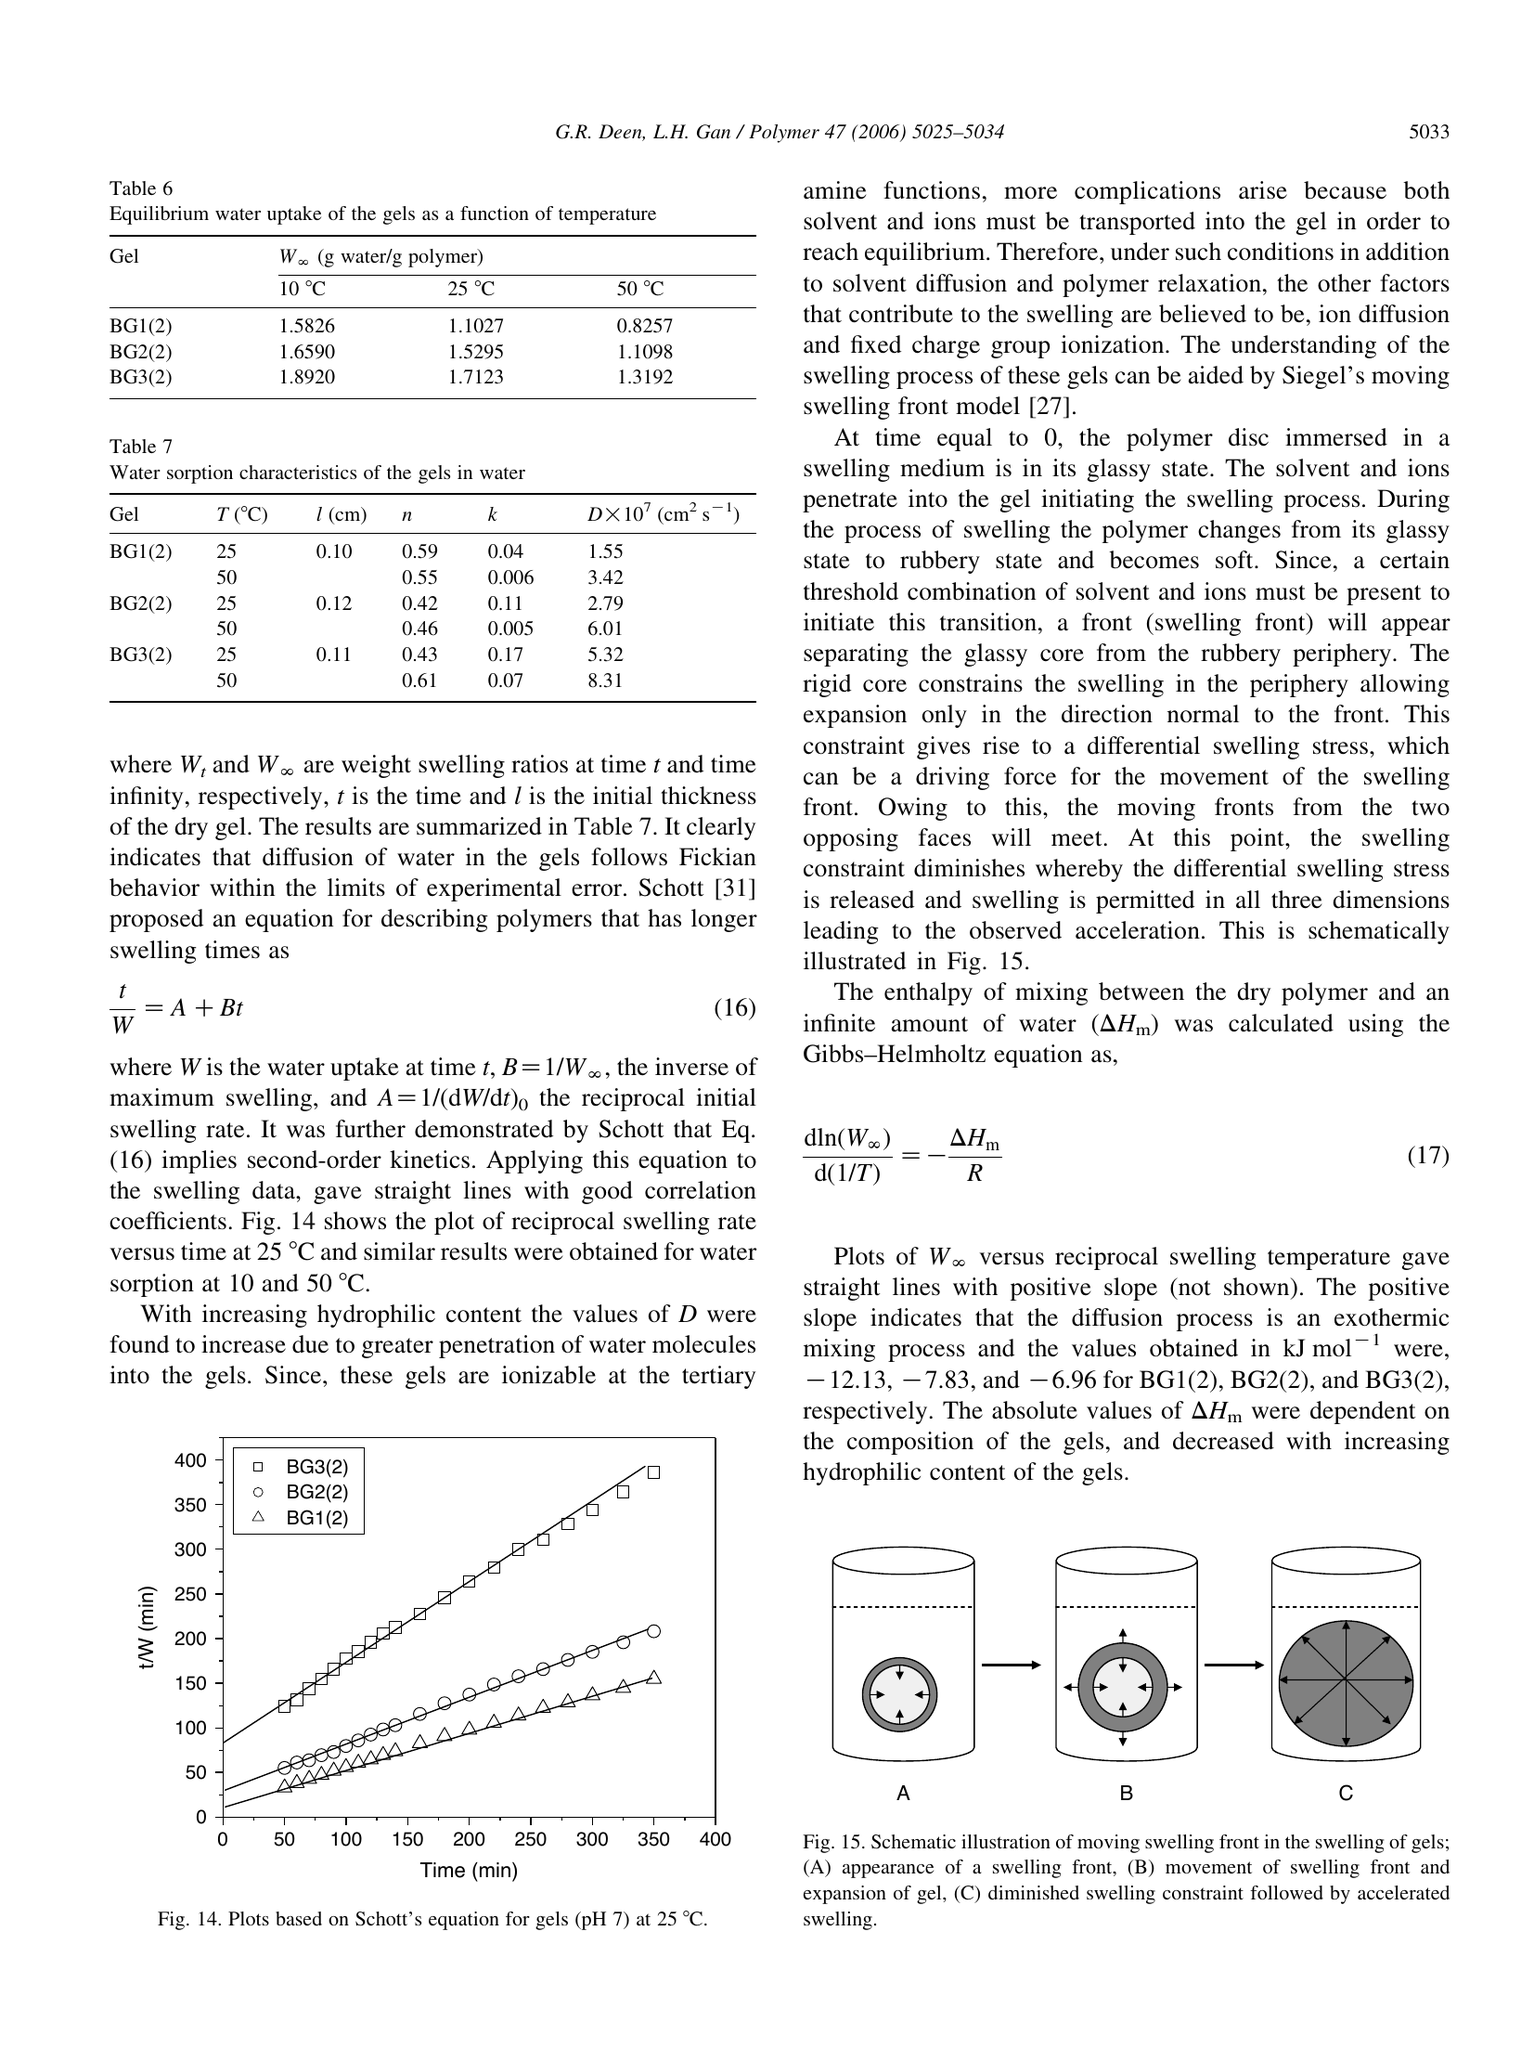 G.R. Deen, L.H. Gan / Polymer 47 (2006) 5025–5034
5033
Table 6
Equilibrium water uptake of the gels as a function of temperature
Gel W∞ (g water/g polymer)
10 °C 25 °C 50 °C
BG1(2) 1.5826 1.1027 0.8257
BG2(2) 1.6590 1.5295 1.1098
BG3(2) 1.8920 1.7123 1.3192
Table 7
Water sorption characteristics of the gels in water
Gel T (°C) l (cm) n k D×10⁷ (cm² s⁻¹)
BG1(2) 25 0.10 0.59 0.04 1.55
50 0.55 0.006 3.42
BG2(2) 25 0.12 0.42 0.11 2.79
50 0.46 0.005 6.01
BG3(2) 25 0.11 0.43 0.17 5.32
50 0.61 0.07 8.31
where Wt and W∞ are weight swelling ratios at time t and time
infinity, respectively, t is the time and l is the initial thickness
of the dry gel. The results are summarized in Table 7. It clearly
indicates that diffusion of water in the gels follows Fickian
behavior within the limits of experimental error. Schott [31]
proposed an equation for describing polymers that has longer
swelling times as
t/W = A + Bt (16)
where W is the water uptake at time t, B=1/W∞, the inverse of
maximum swelling, and A=1/(dW/dt)₀ the reciprocal initial
swelling rate. It was further demonstrated by Schott that Eq.
(16) implies second-order kinetics. Applying this equation to
the swelling data, gave straight lines with good correlation
coefficients. Fig. 14 shows the plot of reciprocal swelling rate
versus time at 25 °C and similar results were obtained for water
sorption at 10 and 50 °C.
With increasing hydrophilic content the values of D were
found to increase due to greater penetration of water molecules
into the gels. Since, these gels are ionizable at the tertiary
400
350
300
250
200
150
100
50
0
t/W (min)
BG3(2)
BG2(2)
BG1(2)
0 50 100 150 200 250 300 350 400
Time (min)
Fig. 14. Plots based on Schott's equation for gels (pH 7) at 25 °C.
amine functions, more complications arise because both
solvent and ions must be transported into the gel in order to
reach equilibrium. Therefore, under such conditions in addition
to solvent diffusion and polymer relaxation, the other factors
that contribute to the swelling are believed to be, ion diffusion
and fixed charge group ionization. The understanding of the
swelling process of these gels can be aided by Siegel's moving
swelling front model [27].
At time equal to 0, the polymer disc immersed in a
swelling medium is in its glassy state. The solvent and ions
penetrate into the gel initiating the swelling process. During
the process of swelling the polymer changes from its glassy
state to rubbery state and becomes soft. Since, a certain
threshold combination of solvent and ions must be present to
initiate this transition, a front (swelling front) will appear
separating the glassy core from the rubbery periphery. The
rigid core constrains the swelling in the periphery allowing
expansion only in the direction normal to the front. This
constraint gives rise to a differential swelling stress, which
can be a driving force for the movement of the swelling
front. Owing to this, the moving fronts from the two
opposing faces will meet. At this point, the swelling
constraint diminishes whereby the differential swelling stress
is released and swelling is permitted in all three dimensions
leading to the observed acceleration. This is schematically
illustrated in Fig. 15.
The enthalpy of mixing between the dry polymer and an
infinite amount of water (ΔHm) was calculated using the
Gibbs–Helmholtz equation as,
dln(W∞)/d(1/T) = −ΔHm/R (17)
Plots of W∞ versus reciprocal swelling temperature gave
straight lines with positive slope (not shown). The positive
slope indicates that the diffusion process is an exothermic
mixing process and the values obtained in kJ mol⁻¹ were,
−12.13, −7.83, and −6.96 for BG1(2), BG2(2), and BG3(2),
respectively. The absolute values of ΔHm were dependent on
the composition of the gels, and decreased with increasing
hydrophilic content of the gels.
A B C
Fig. 15. Schematic illustration of moving swelling front in the swelling of gels;
(A) appearance of a swelling front, (B) movement of swelling front and
expansion of gel, (C) diminished swelling constraint followed by accelerated
swelling.